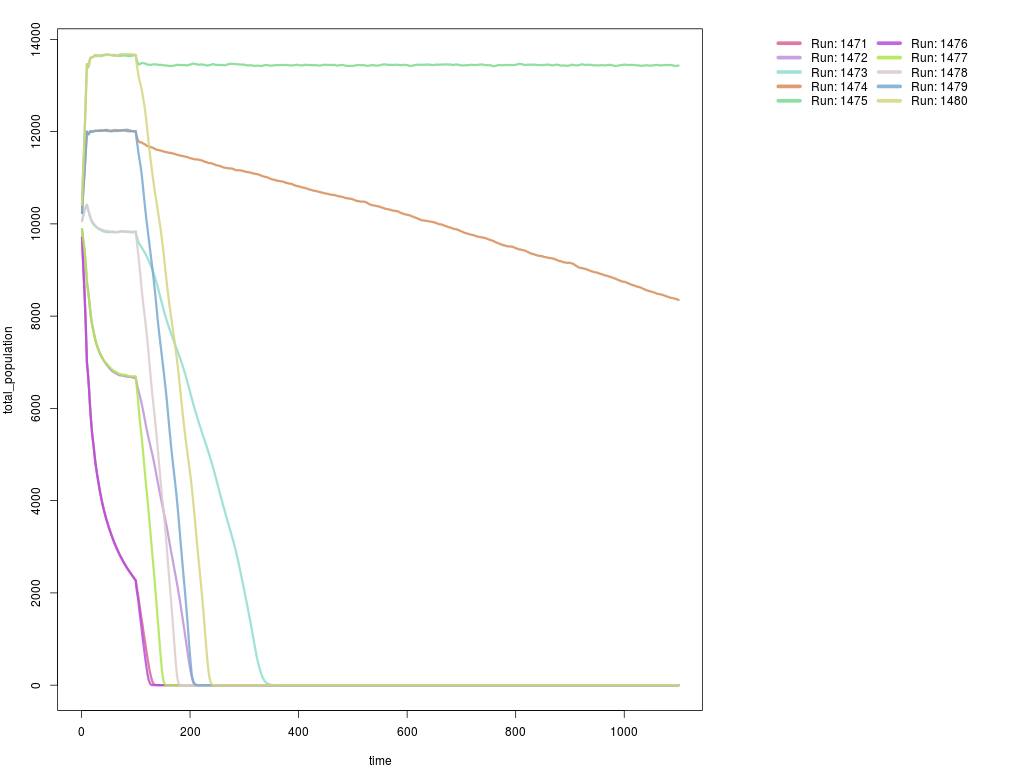 total_population
14000
12000
10000
8000
6000
4000
2000
0
0 200 400 600 800 1000
time
Run: 1471 Run: 1476
Run: 1472 Run: 1477
Run: 1473 Run: 1478
Run: 1474 Run: 1479
Run: 1475 Run: 1480